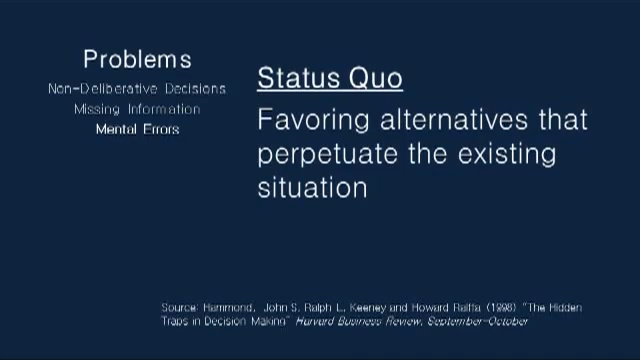 Problems
Non-Deliberative Decisions
Missing Information
Mental Errors
Status Quo
Favoring alternatives that
perpetuate the existing
situation
Source: Hammond, John S. Ralph L. Keeney and Howard Raiffa (1998) "The Hidden
Traps in Decision Making" Harvard Business Review, September-October